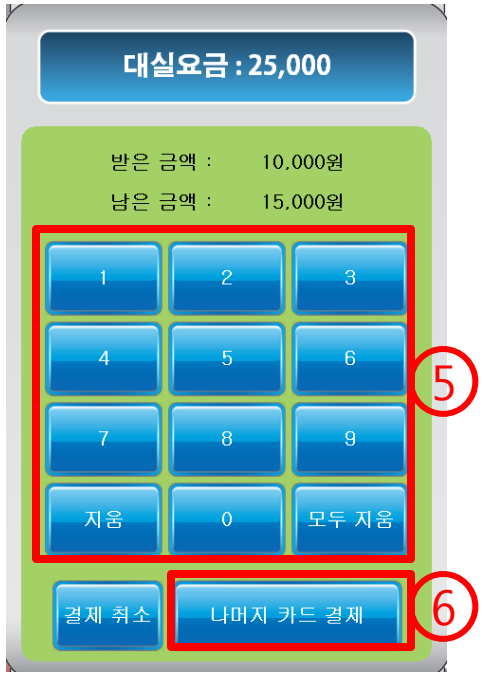 대실요금 : 25,000
받은 금액 : 10,000원
남은 금액 : 15,000원
1 2 3
4 5 6
5
7 8 9
지움 0 모두 지움
결제 취소 나머지 카드 결제
6